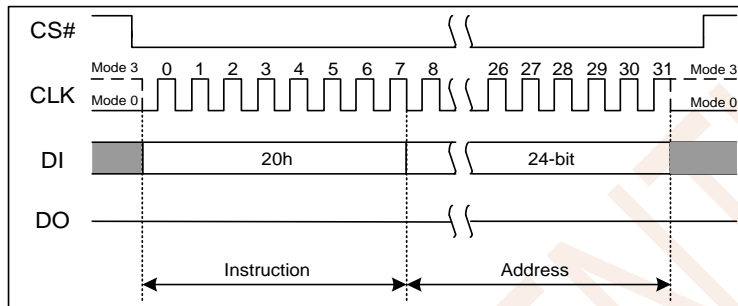 CS#
Mode 3 0 1 2 3 4 5 6 7 8 26 27 28 29 30 31 Mode 3
CLK
Mode 0 Mode 0
DI 20h 24-bit
DO
Instruction Address